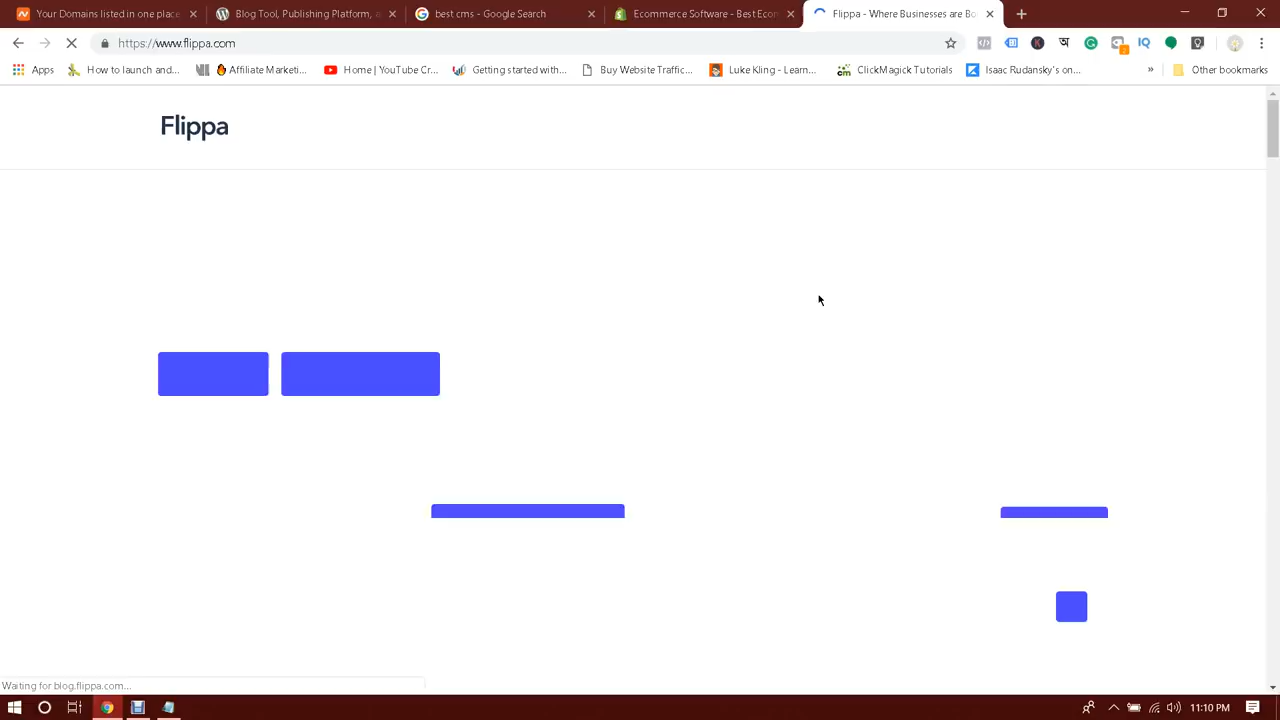 Your Domains listed in one place
Blog Tool, Publishing Platform, a
best cms - Google Search
Ecommerce Software - Best Ecom
Flippa - Where Businesses are Bo
https://www.flippa.com
Apps
How to launch and...
Affiliate Marketi...
Home | YouTube Cr...
Getting started with...
Buy Website Traffic...
Luke Kling - Learn...
ClickMagick Tutorials
Isaac Rudansky's on...
Other bookmarks
Flippa
Waiting for blog.flippa.com...
11:10 PM